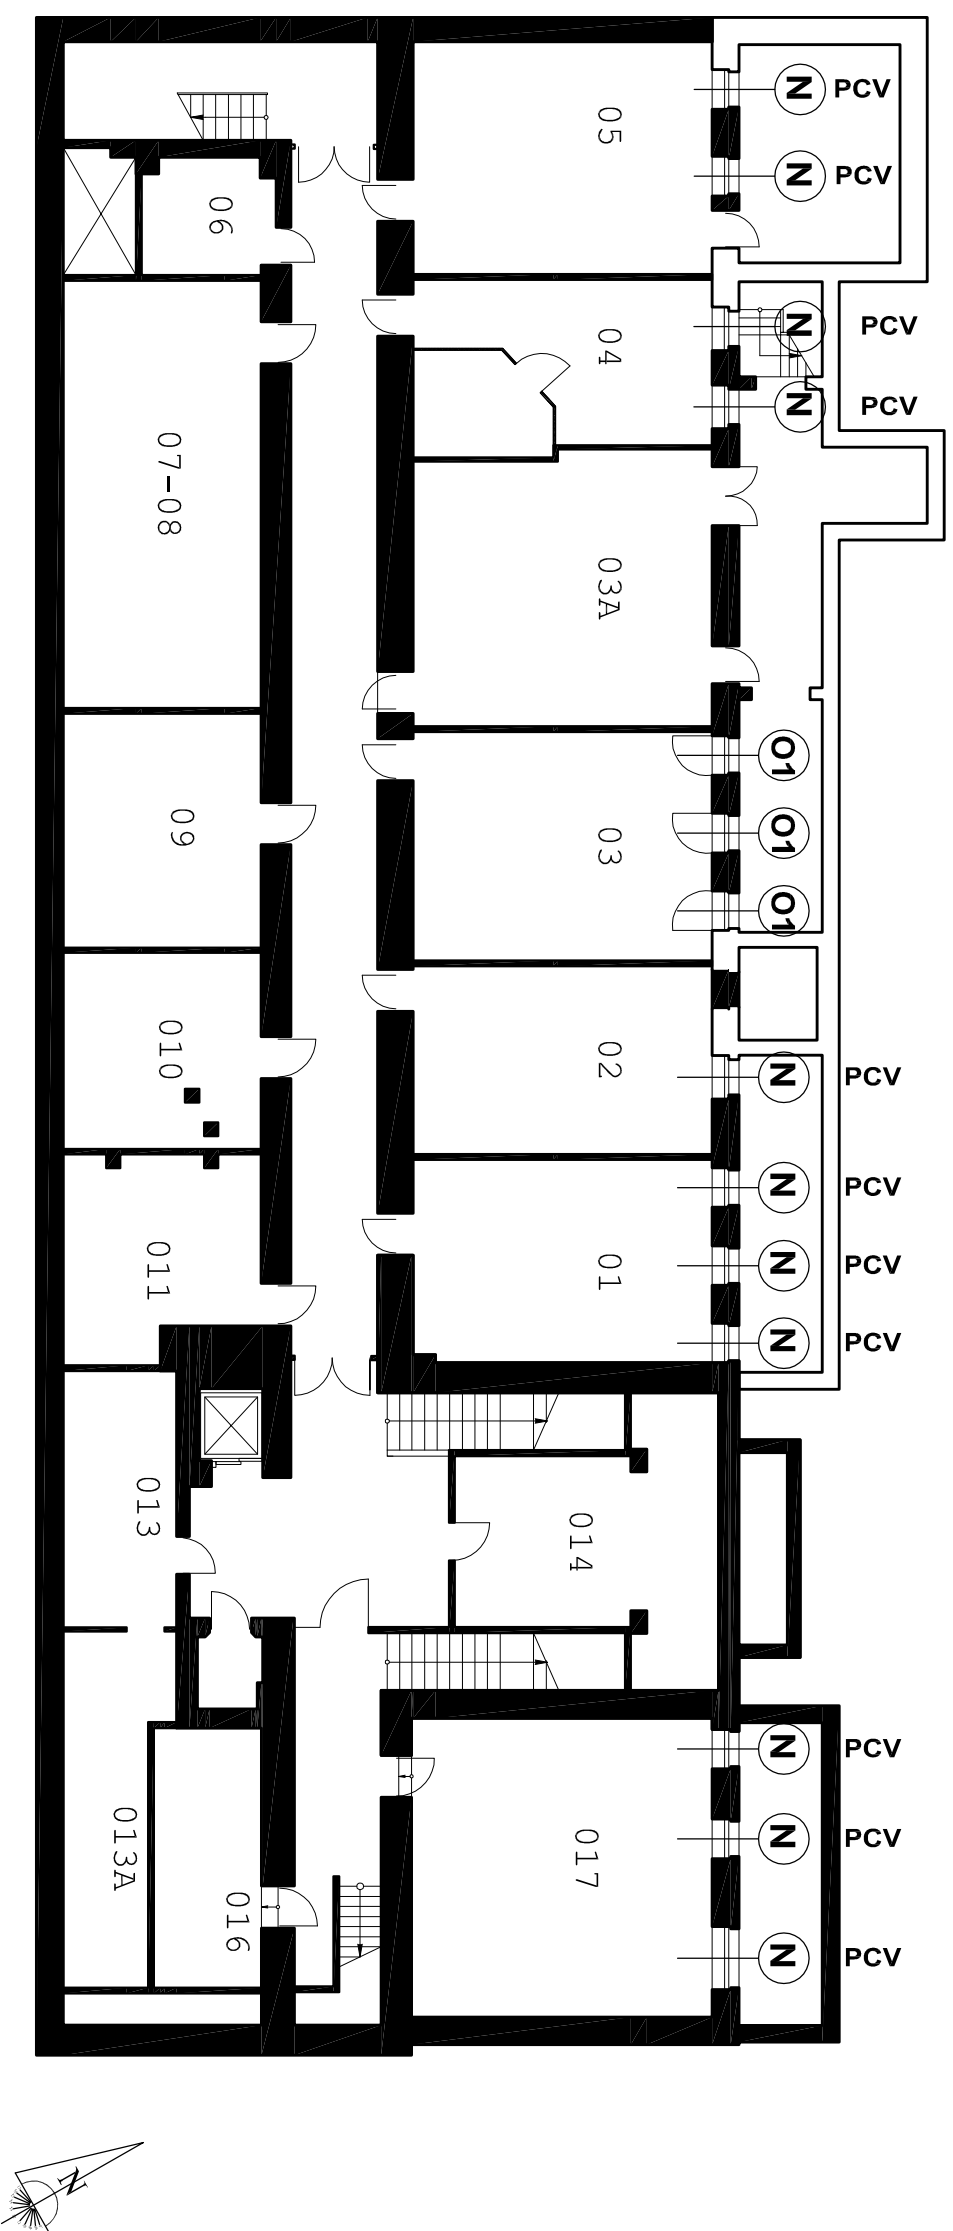 N PCV
05
N PCV
06
N PCV
04
N PCV
07-08
03A
O1
09
O1
03
O1
010
02
N PCV
N PCV
011
01
N PCV
N PCV
013
014
N PCV
013A
017
N PCV
016
N PCV
N